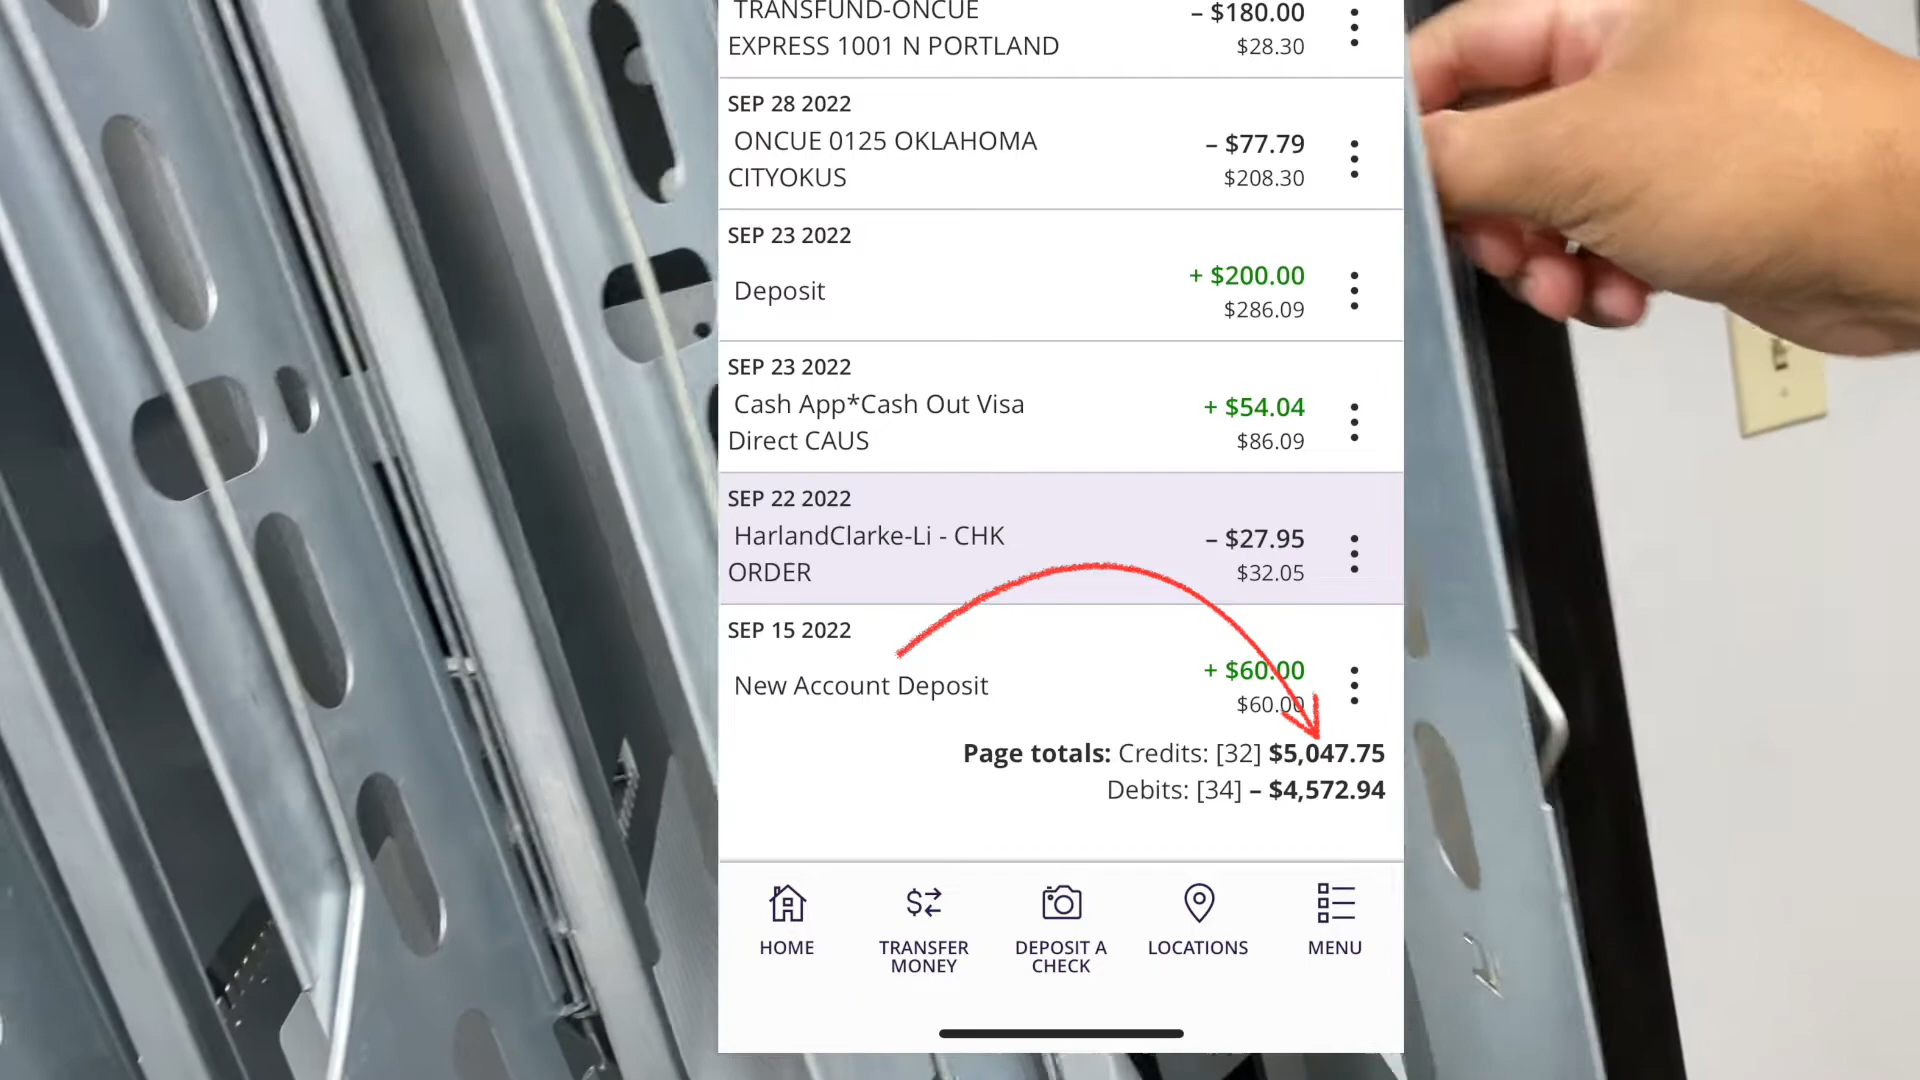 TRANSFUND-ONCUE
– $180.00
EXPRESS 1001 N PORTLAND
$28.30
SEP 28 2022
ONCUE 0125 OKLAHOMA
– $77.79
CITYOKUS
$208.30
SEP 23 2022
+ $200.00
Deposit
$286.09
SEP 23 2022
Cash App*Cash Out Visa
+ $54.04
Direct CAUS
$86.09
SEP 22 2022
HarlandClarke-Li - CHK
– $27.95
ORDER
$32.05
SEP 15 2022
+ $60.00
New Account Deposit
$60.00
Page totals: Credits: [32] $5,047.75
Debits: [34] – $4,572.94
HOME
TRANSFER
MONEY
DEPOSIT A
CHECK
LOCATIONS
MENU